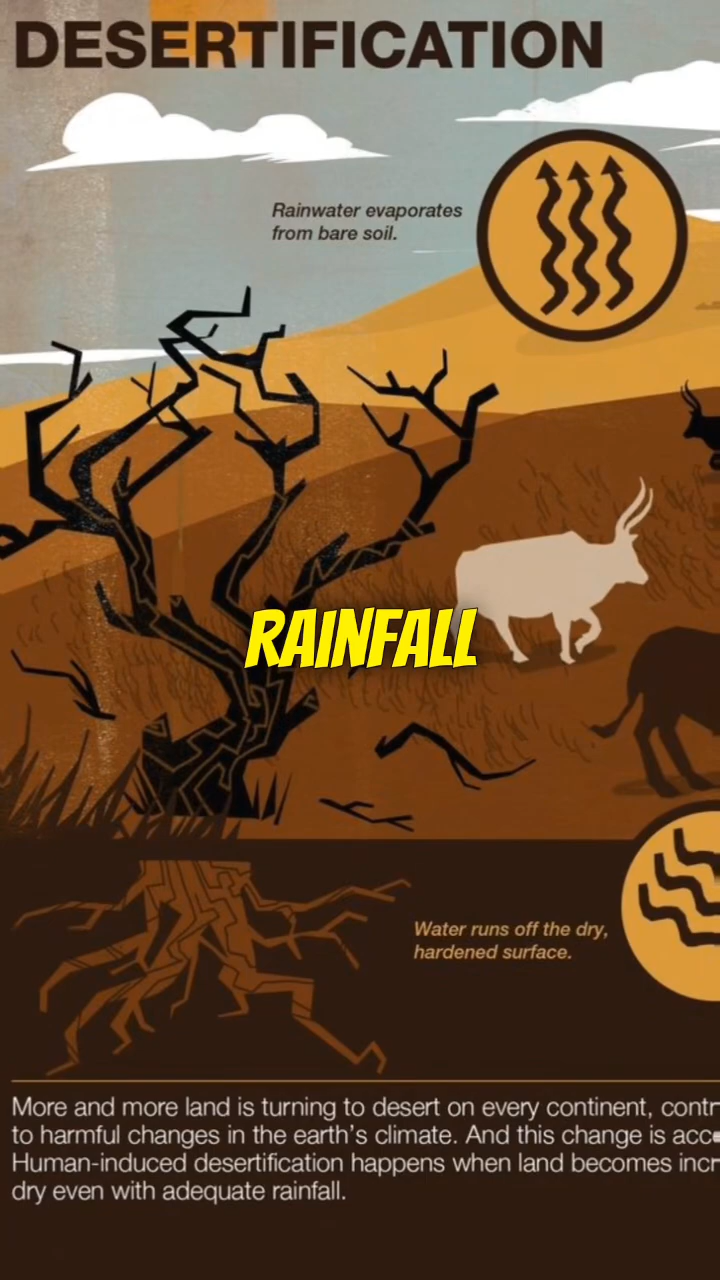 DESERTIFICATION
Rainwater evaporates
from bare soil.
RAINFALL
Water runs off the dry,
hardened surface.
More and more land is turning to desert on every continent,
to harmful changes in the earth's climate. And this change is
Human-induced desertification happens when land becomes
dry even with adequate rainfall.